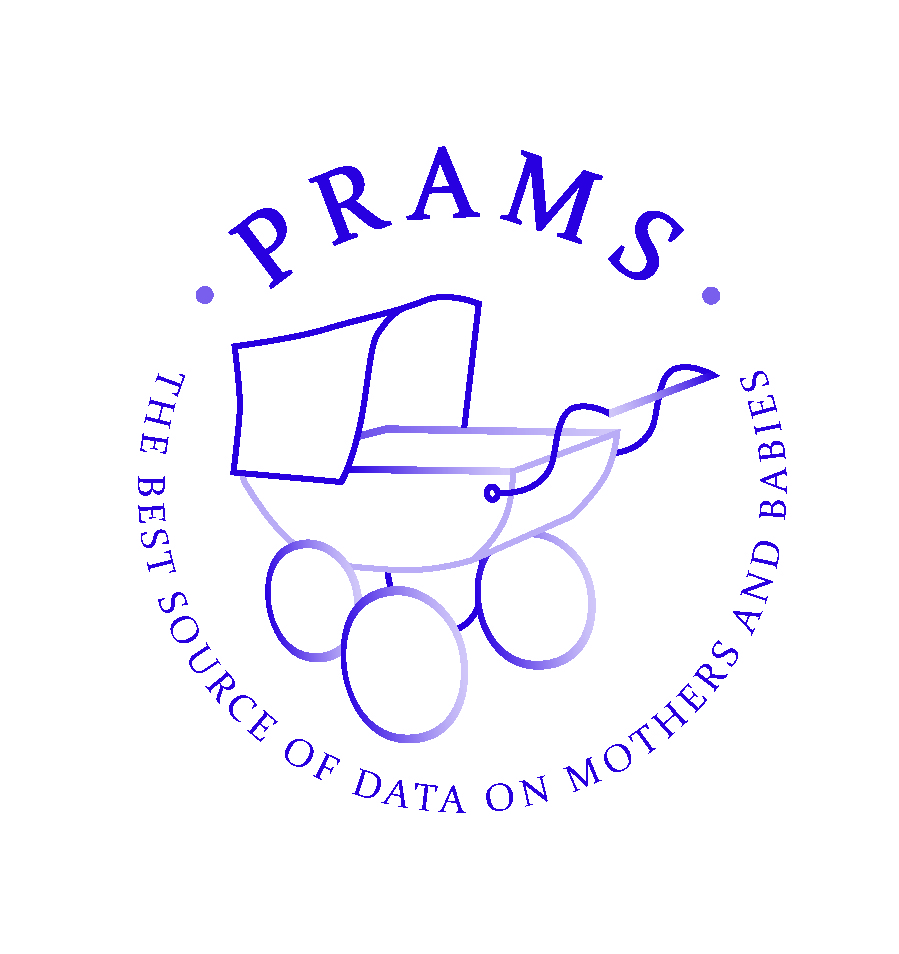 PRAMS
THE BEST SOURCE OF DATA ON MOTHERS AND BABIES